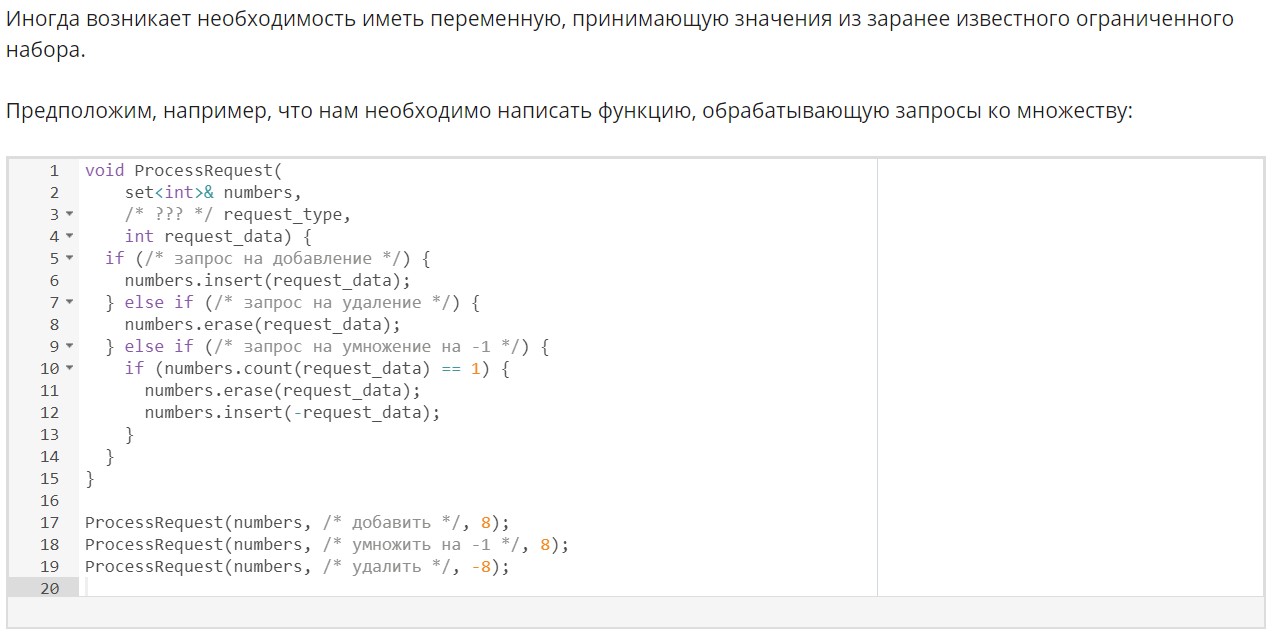 Иногда возникает необходимость иметь переменную, принимающую значения из заранее известного ограниченного
набора.
Предположим, например, что нам необходимо написать функцию, обрабатывающую запросы ко множеству:
1 void ProcessRequest(
2     set<int>& numbers,
3     /* ??? */ request_type,
4     int request_data) {
5   if (/* запрос на добавление */) {
6     numbers.insert(request_data);
7   } else if (/* запрос на удаление */) {
8     numbers.erase(request_data);
9   } else if (/* запрос на умножение на -1 */) {
10     if (numbers.count(request_data) == 1) {
11       numbers.erase(request_data);
12       numbers.insert(-request_data);
13     }
14   }
15 }
16
17 ProcessRequest(numbers, /* добавить */, 8);
18 ProcessRequest(numbers, /* умножить на -1 */, 8);
19 ProcessRequest(numbers, /* удалить */, -8);
20